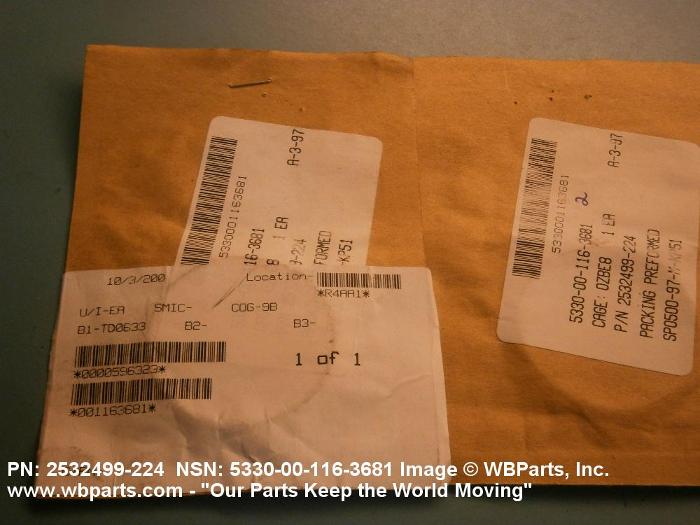 5330001163681
A-3-97
16-3681
1 EA
-224
FORMED
5330001163681
A-3-97
5330-00-116-3681
2
CAGE: 0ZBE8 1 EA
P/N 2532499-224
PACKING PREFORMED
SPO500-97-
10/3/200
Location-
*R4AA1*
U/I-EA SMIC- COG-9B
B1-TD0633 B2- B3-
*0000596323*
1 of 1
*001163681*
PN: 2532499-224 NSN: 5330-00-116-3681 Image © WBParts, Inc.
www.wbparts.com - "Our Parts Keep the World Moving"